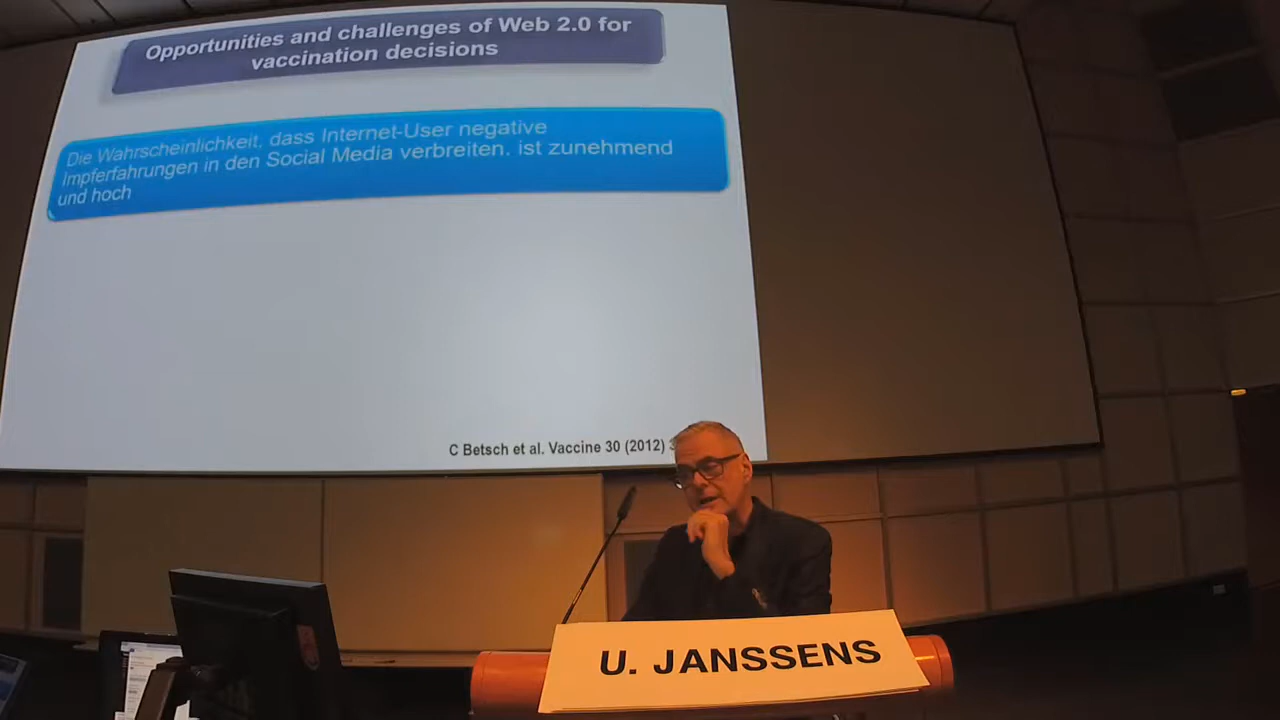 Opportunities and challenges of Web 2.0 for
vaccination decisions
Die Wahrscheinlichkeit, dass Internet-User negative
Impferfahrungen in den Social Media verbreiten. ist zunehmend
und hoch
C Betsch et al. Vaccine 30 (2012)
U. JANSSENS